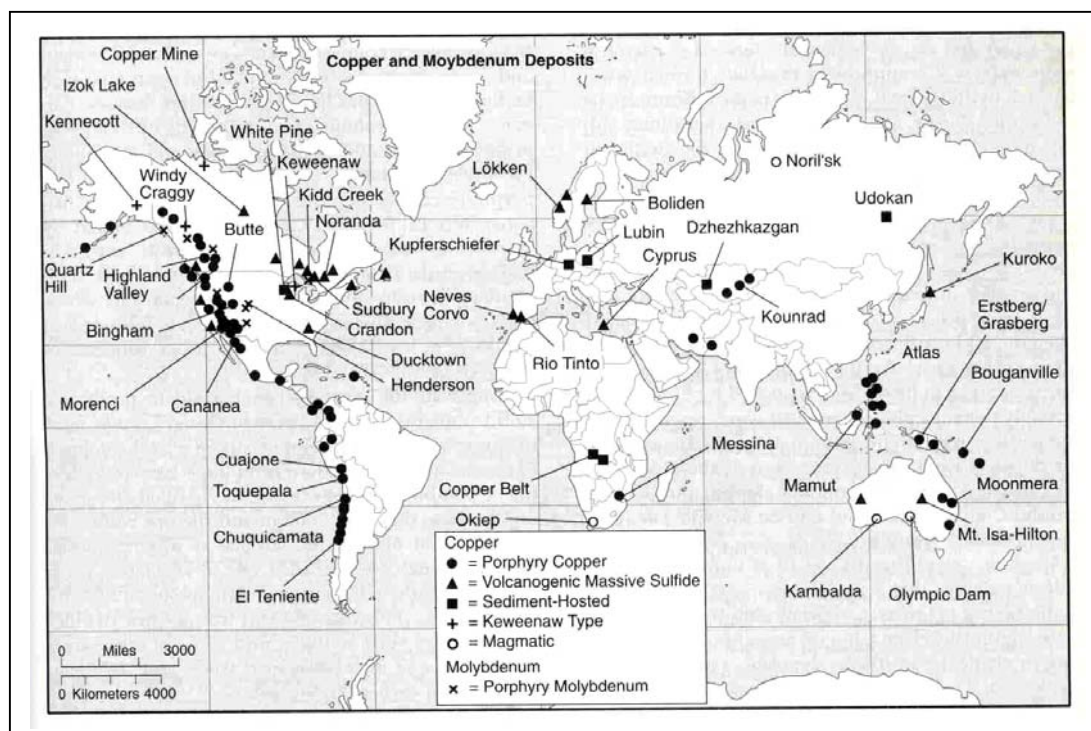 Copper and Moybdenum Deposits
Copper Mine
Izok Lake
Kennecott
Windy
Craggy
White Pine
Keweenaw
Kidd Creek
Noranda
Butte
Quartz
Hill
Highland
Valley
Bingham
Morenci
Cananea
Sudbury
Crandon
Ducktown
Henderson
Lökken
Boliden
Kupferschiefer
Lubin
Cyprus
Neves
Corvo
Rio Tinto
Noril'sk
Udokan
Dzhezhkazgan
Kounrad
Kuroko
Erstberg/
Grasberg
Atlas
Bouganville
Cuajone
Toquepala
Chuquicamata
El Teniente
Copper Belt
Messina
Okiep
Mamut
Moonmera
Mt. Isa-Hilton
Kambalda
Olympic Dam
Copper
● = Porphyry Copper
▲ = Volcanogenic Massive Sulfide
■ = Sediment-Hosted
+ = Keweenaw Type
○ = Magmatic
Molybdenum
× = Porphyry Molybdenum
0 Miles 3000
0 Kilometers 4000